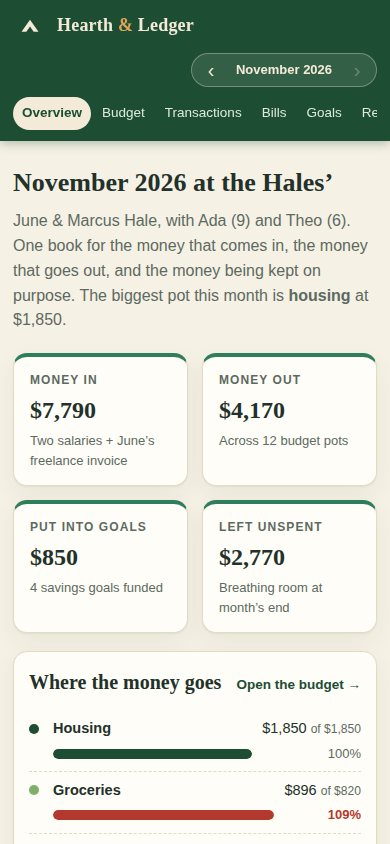 Hearth & Ledger
‹ November 2026 ›
Overview Budget Transactions Bills Goals Re
November 2026 at the Hales’
June & Marcus Hale, with Ada (9) and Theo (6).
One book for the money that comes in, the money
that goes out, and the money being kept on
purpose. The biggest pot this month is housing at
$1,850.
MONEY IN
$7,790
Two salaries + June’s
freelance invoice
MONEY OUT
$4,170
Across 12 budget pots
PUT INTO GOALS
$850
4 savings goals funded
LEFT UNSPENT
$2,770
Breathing room at
month’s end
Where the money goes Open the budget →
Housing $1,850 of $1,850
100%
Groceries $896 of $820
109%